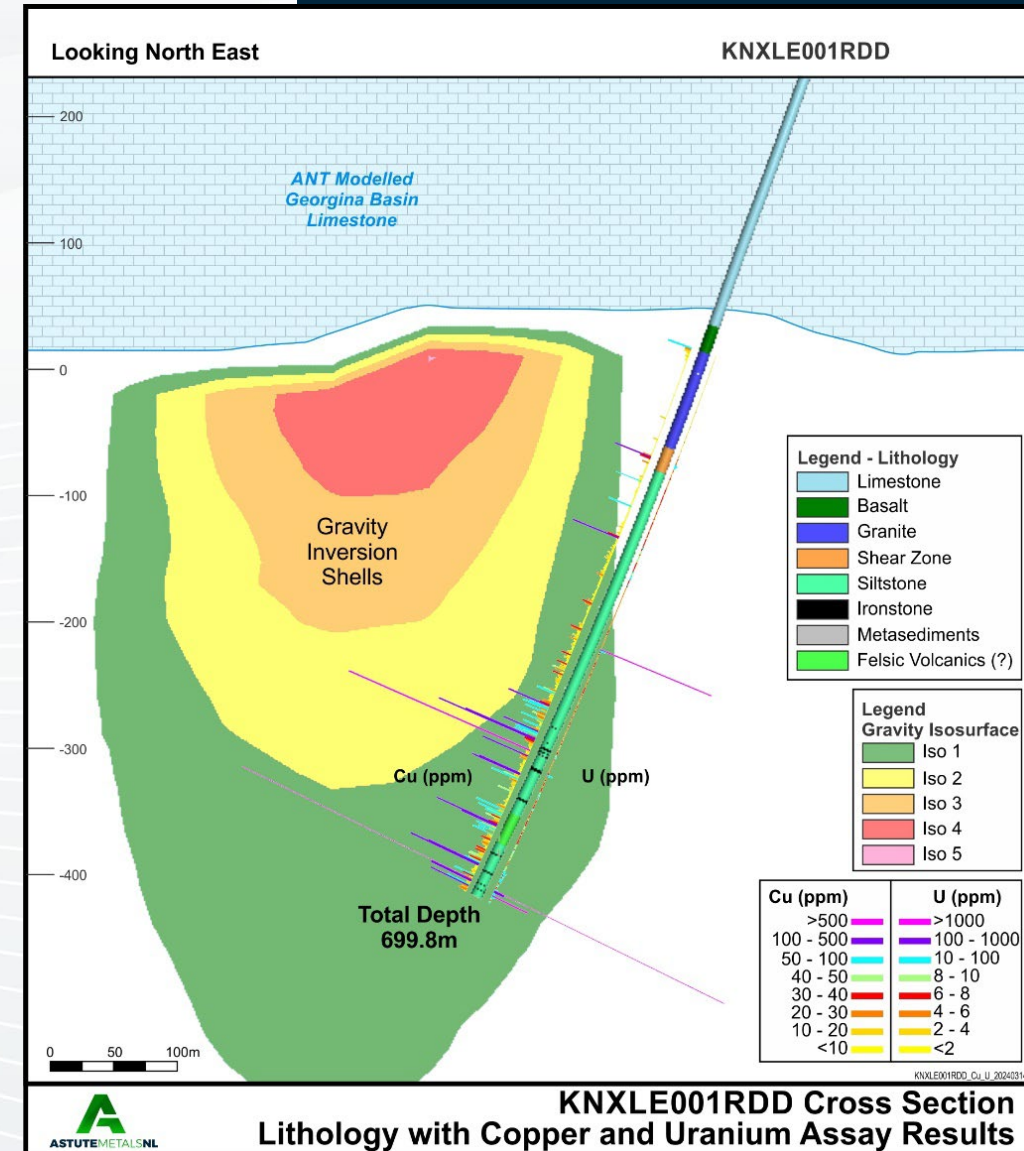 Looking North East
KNXLE001RDD
200
ANT Modelled
Georgina Basin
Limestone
100
0
-100
Gravity
Inversion
Shells
-200
-300
Cu (ppm)
U (ppm)
-400
Total Depth
699.8m
0 50 100m
Legend - Lithology
Limestone
Basalt
Granite
Shear Zone
Siltstone
Ironstone
Metasediments
Felsic Volcanics (?)
Legend
Gravity Isosurface
Iso 1
Iso 2
Iso 3
Iso 4
Iso 5
Cu (ppm) U (ppm)
>500 >1000
100 - 500 100 - 1000
50 - 100 10 - 100
40 - 50 8 - 10
30 - 40 6 - 8
20 - 30 4 - 6
10 - 20 2 - 4
<10 <2
ASTUTEMETALSNL
KNXLE001RDD Cross Section
Lithology with Copper and Uranium Assay Results